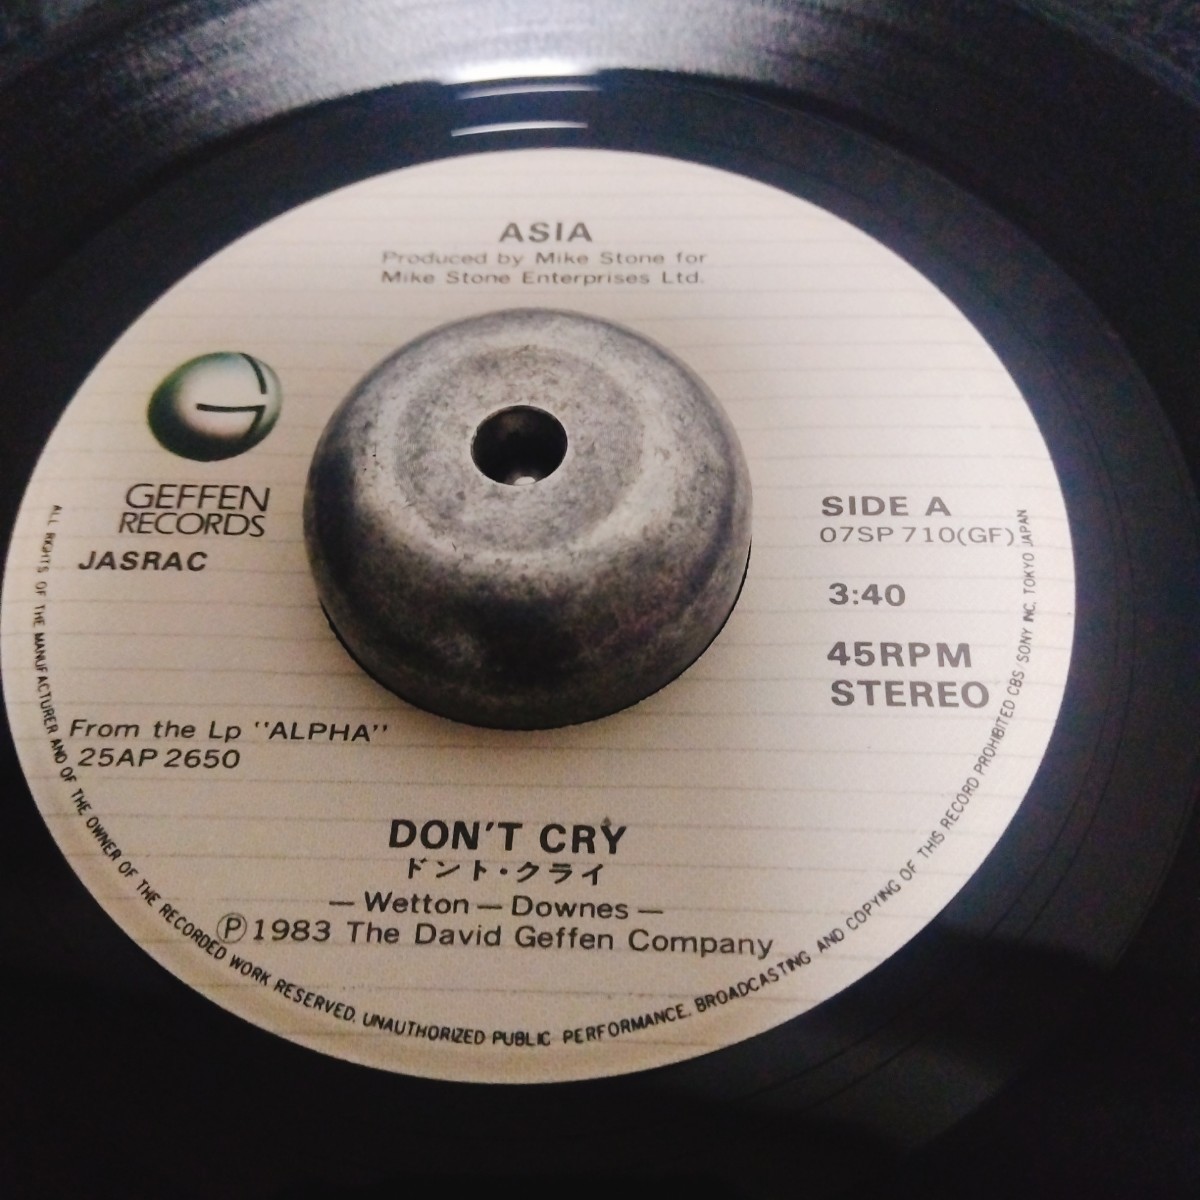 ASIA
Produced by Mike Stone for
Mike Stone Enterprises Ltd.
G
GEFFEN
RECORDS
JASRAC
SIDE A
07SP 710(GF)
3:40
45RPM
STEREO
From the Lp "ALPHA"
25AP 2650
DON'T CRY
ドント・クライ
— Wetton — Downes —
Ⓟ1983 The David Geffen Company
ALL RIGHTS OF THE MANUFACTURER AND OF THE OWNER OF THE RECORDED WORK RESERVED. UNAUTHORIZED PUBLIC PERFORMANCE. BROADCASTING AND COPYING OF THIS RECORD PROHIBITED CBS/SONY INC. TOKYO JAPAN